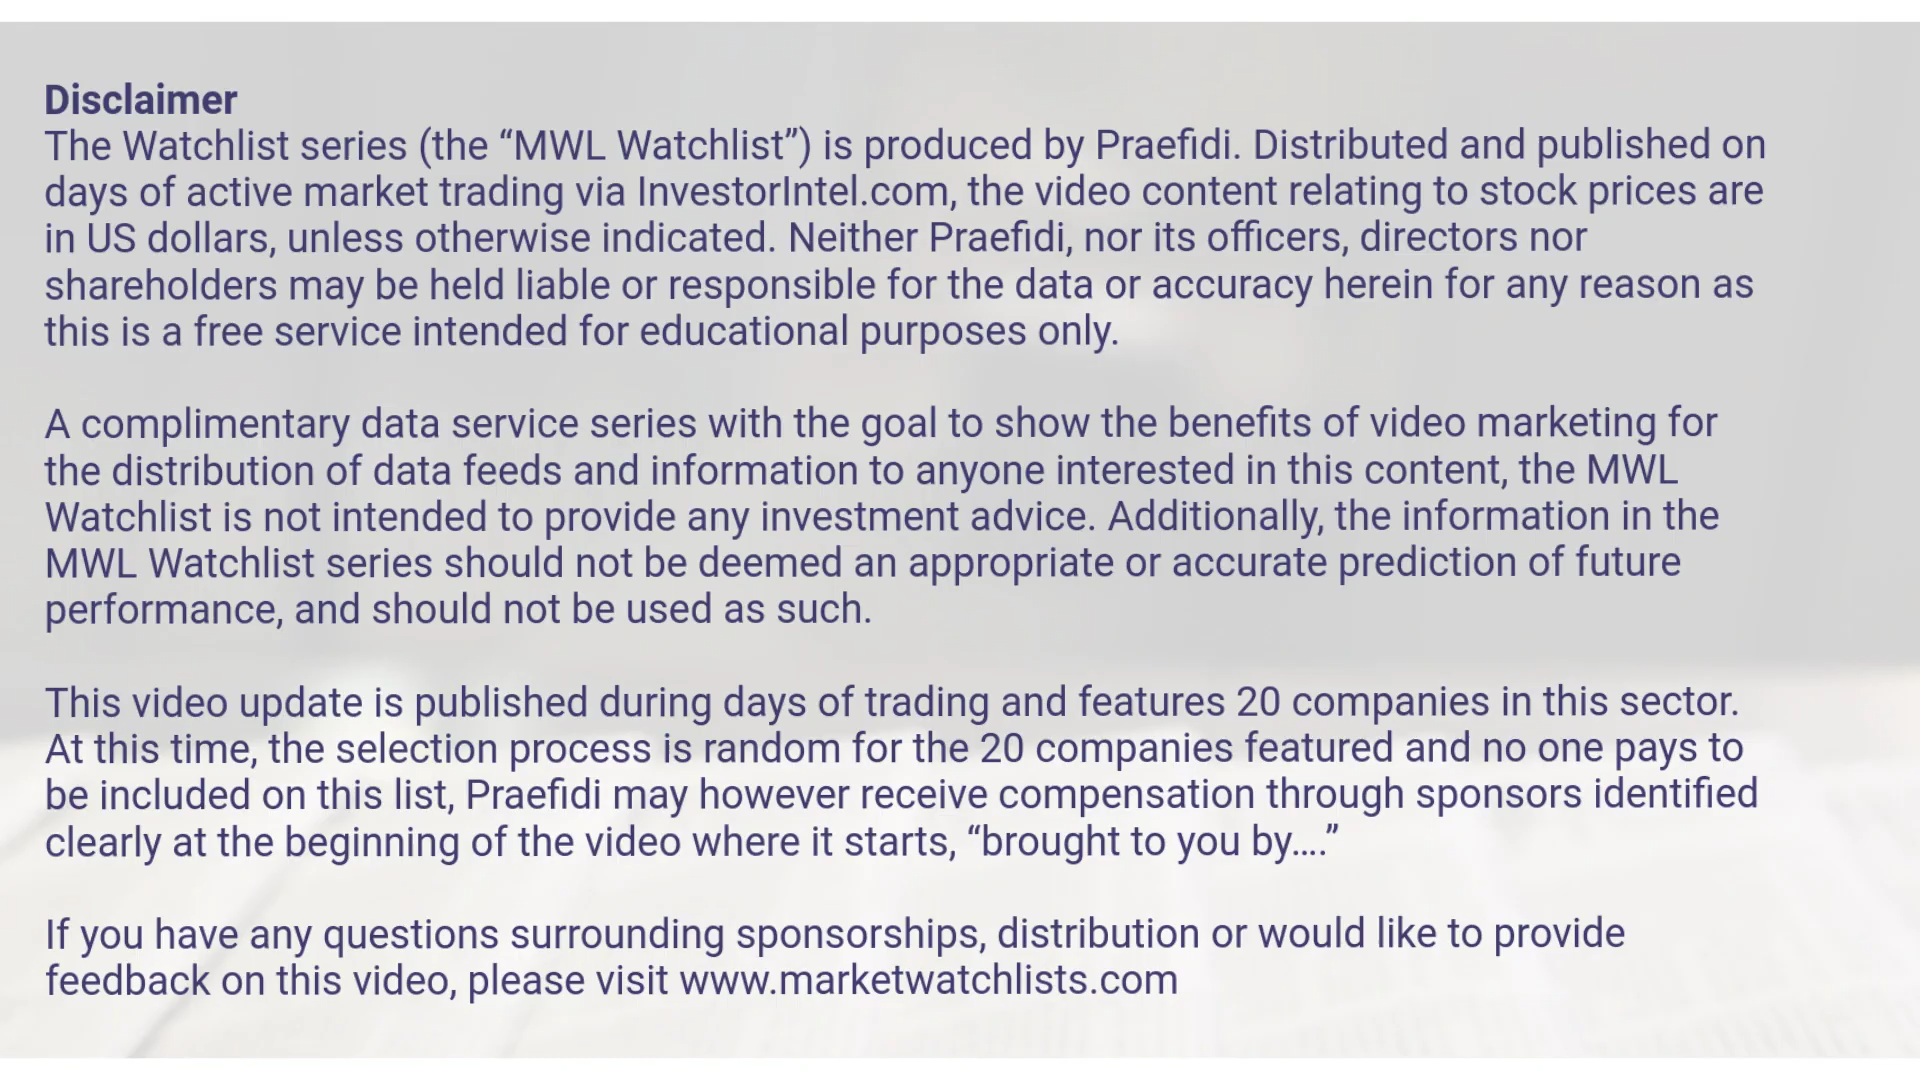 Disclaimer
The Watchlist series (the “MWL Watchlist”) is produced by Praefidi. Distributed and published on
days of active market trading via InvestorIntel.com, the video content relating to stock prices are
in US dollars, unless otherwise indicated. Neither Praefidi, nor its officers, directors nor
shareholders may be held liable or responsible for the data or accuracy herein for any reason as
this is a free service intended for educational purposes only.
A complimentary data service series with the goal to show the benefits of video marketing for
the distribution of data feeds and information to anyone interested in this content, the MWL
Watchlist is not intended to provide any investment advice. Additionally, the information in the
MWL Watchlist series should not be deemed an appropriate or accurate prediction of future
performance, and should not be used as such.
This video update is published during days of trading and features 20 companies in this sector.
At this time, the selection process is random for the 20 companies featured and no one pays to
be included on this list, Praefidi may however receive compensation through sponsors identified
clearly at the beginning of the video where it starts, “brought to you by....”
If you have any questions surrounding sponsorships, distribution or would like to provide
feedback on this video, please visit www.marketwatchlists.com